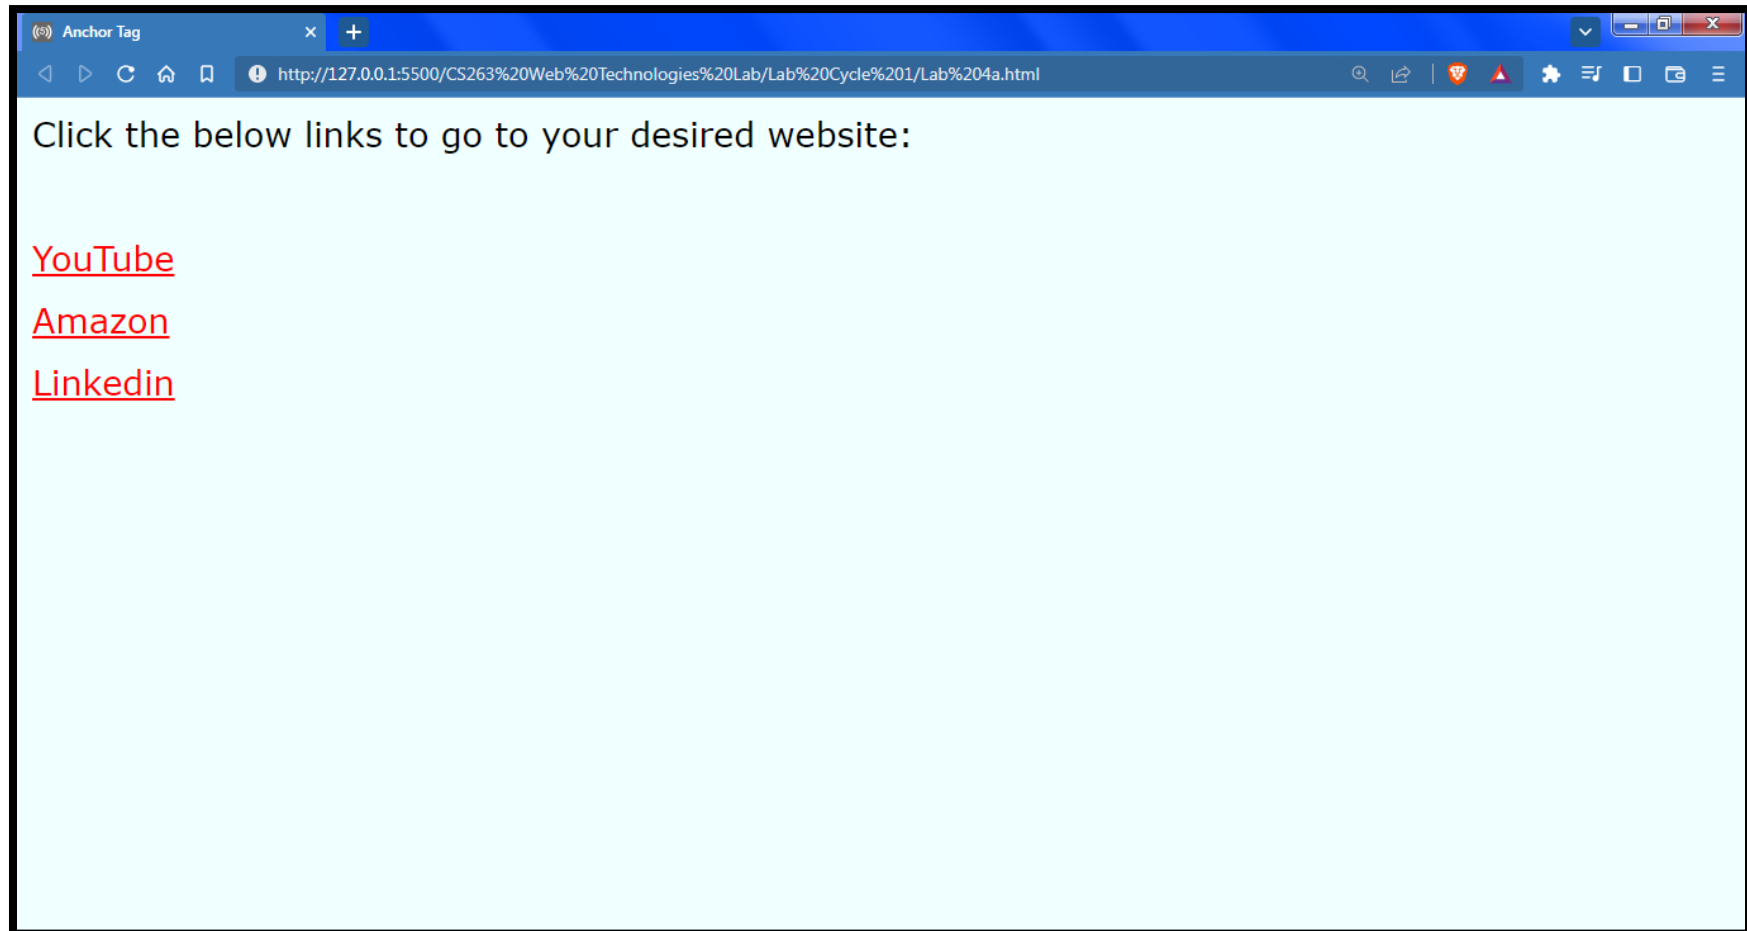 Anchor Tag
http://127.0.0.1:5500/CS263%20Web%20Technologies%20Lab/Lab%20Cycle%201/Lab%204a.html
Click the below links to go to your desired website:
YouTube
Amazon
Linkedin